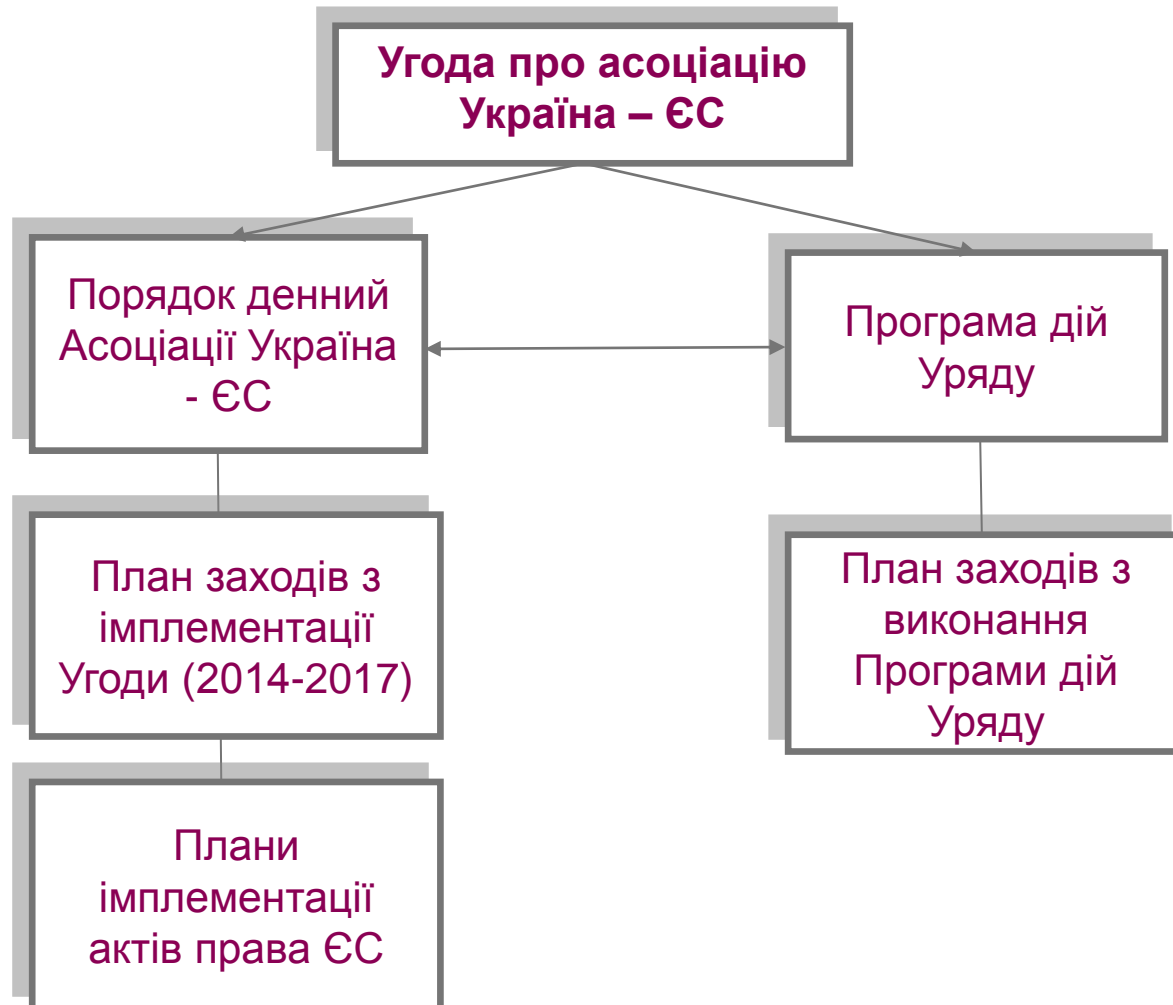 Угода про асоціацію
Україна – ЄС
Порядок денний
Асоціації Україна
- ЄС
Програма дій
Уряду
План заходів з
імплементації
Угоди (2014-2017)
План заходів з
виконання
Програми дій
Уряду
Плани
імплементації
актів права ЄС